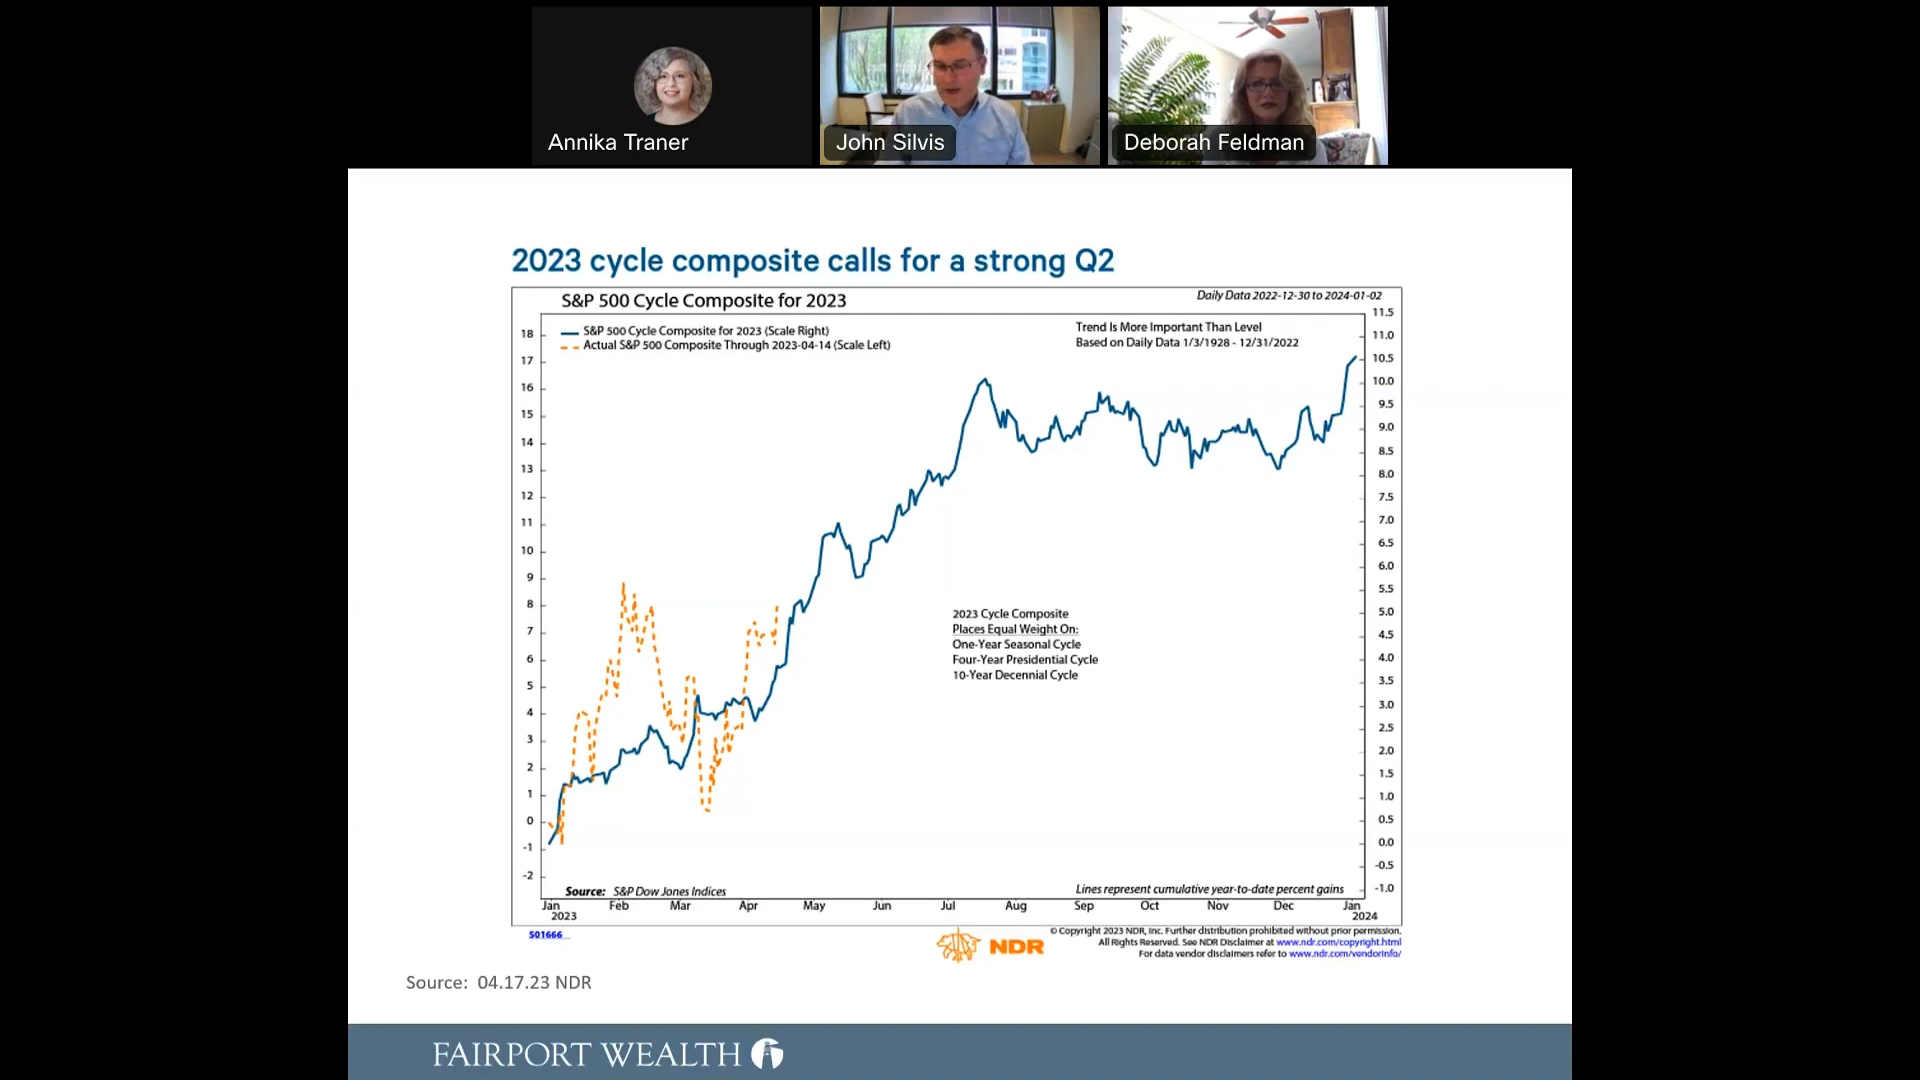 Annika Traner
John Silvis
Deborah Feldman
2023 cycle composite calls for a strong Q2
S&P 500 Cycle Composite for 2023
Daily Data 2022-12-30 to 2024-01-02
S&P 500 Cycle Composite for 2023 (Scale Right)
Actual S&P 500 Composite Through 2023-04-14 (Scale Left)
Trend Is More Important Than Level
Based on Daily Data 1/3/1928 - 12/31/2022
18
17
16
15
14
13
12
11
10
9
8
7
6
5
4
3
2
1
0
-1
-2
11.5
11.0
10.5
10.0
9.5
9.0
8.5
8.0
7.5
7.0
6.5
6.0
5.5
5.0
4.5
4.0
3.5
3.0
2.5
2.0
1.5
1.0
0.5
0.0
-0.5
-1.0
2023 Cycle Composite
Places Equal Weight On:
One-Year Seasonal Cycle
Four-Year Presidential Cycle
10-Year Decennial Cycle
Source: S&P Dow Jones Indices
Lines represent cumulative year-to-date percent gains
Jan Feb Mar Apr May Jun Jul Aug Sep Oct Nov Dec Jan
2023 2024
S01666
NDR
© Copyright 2023 NDR, Inc. Further distribution prohibited without prior permission.
All Rights Reserved. See NDR Disclaimer at www.ndr.com/copyright.html
For data vendor disclaimers refer to www.ndr.com/vendorinfo/
Source: 04.17.23 NDR
FAIRPORT WEALTH